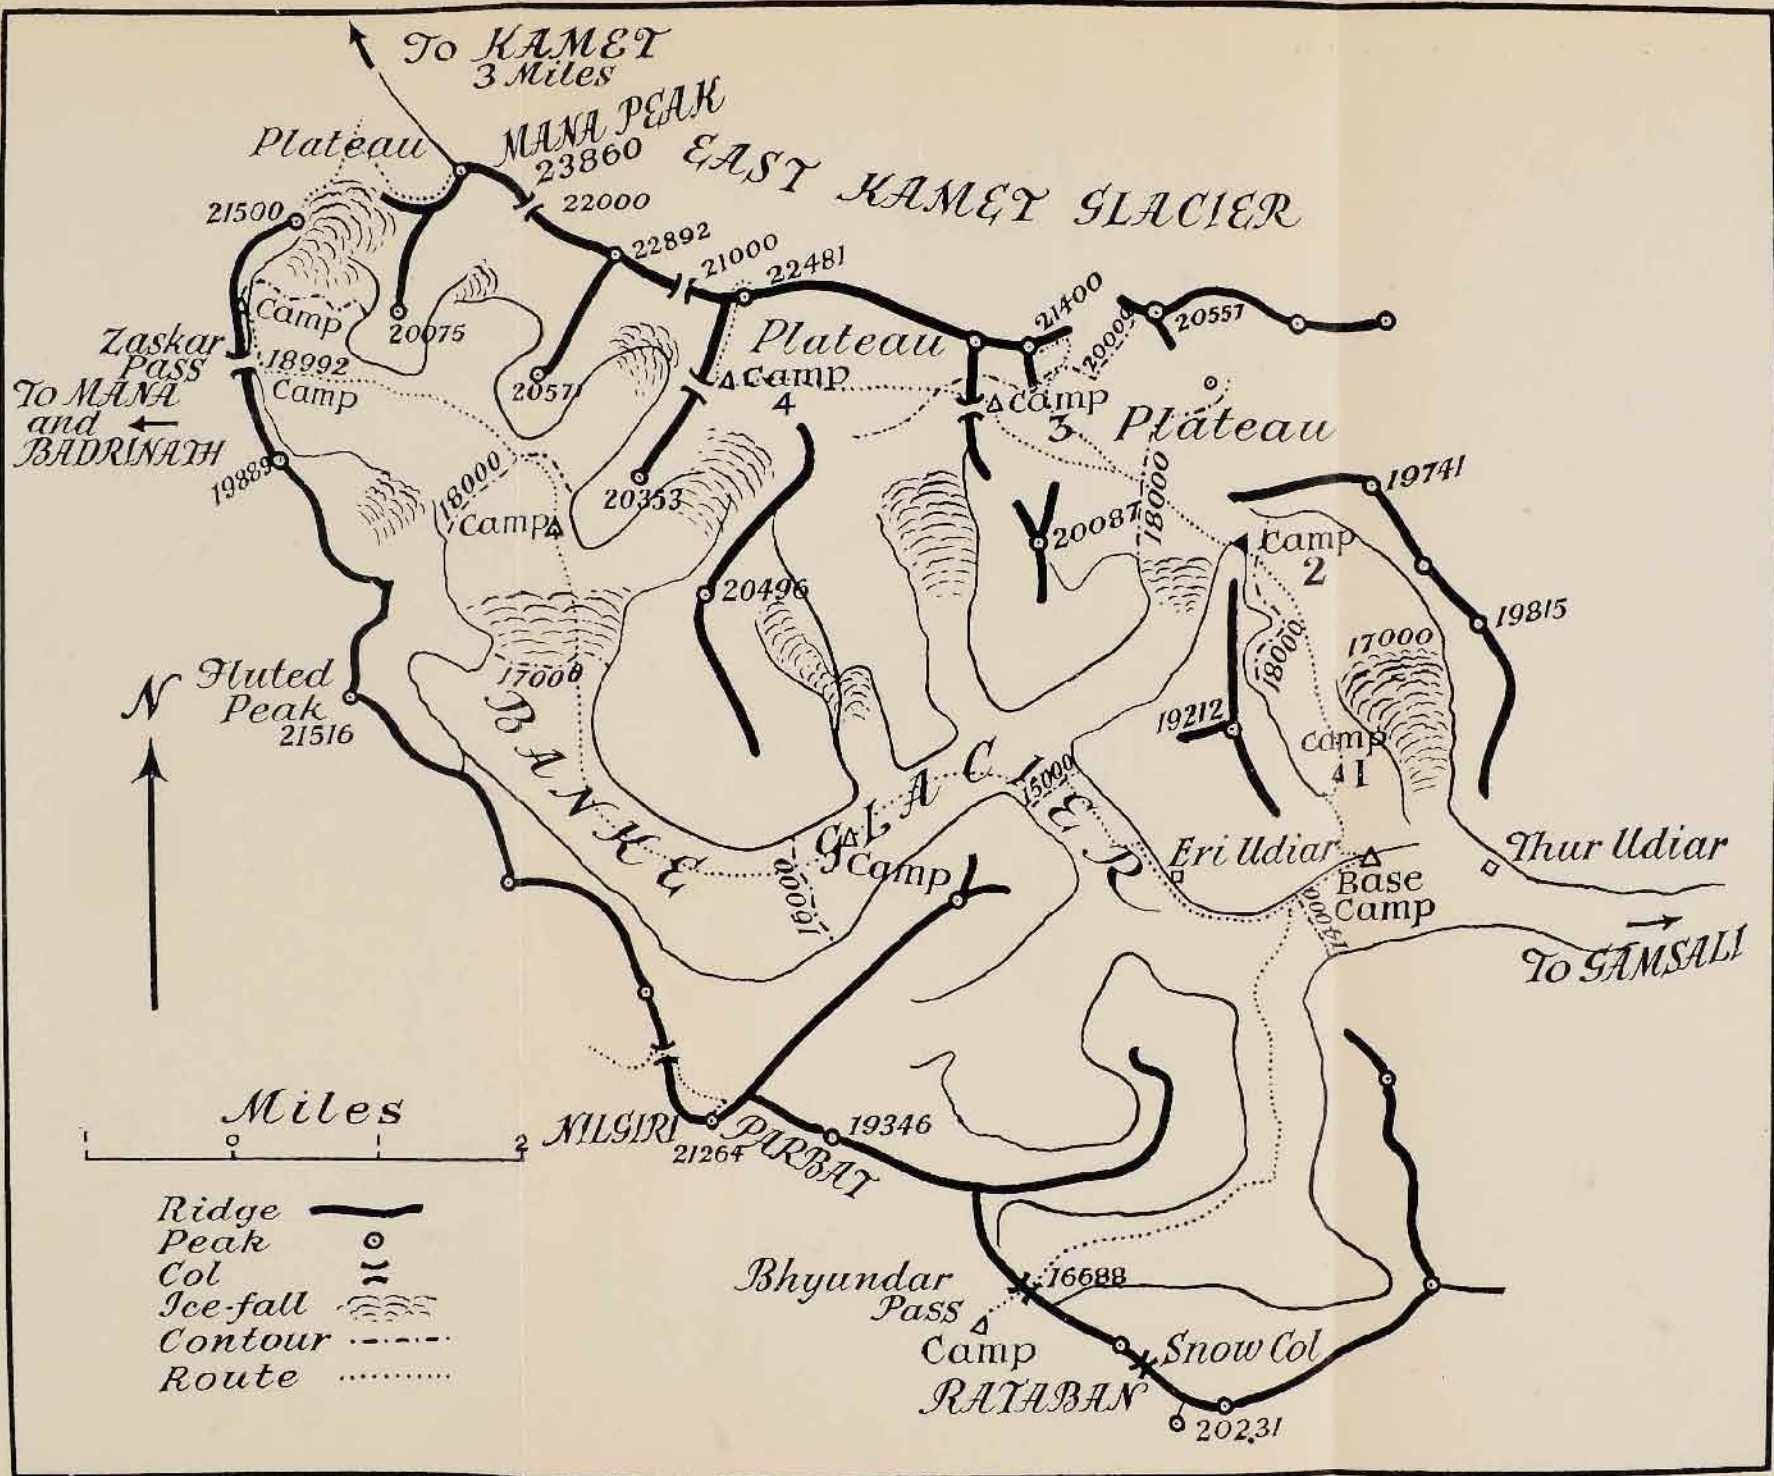 To KAMET
3 Miles
Plateau
MANA PEAK
23860
EAST KAMET GLACIER
21500
22000
22892
21000
22481
21400
20000
20557
Camp
20075
Zaskar
Pass
18992
Camp
To MANA
and
BADRINATH
19889
20571
Plateau
Camp
4
Camp
3
Plateau
18000
Camp
20353
20087
18000
19741
Camp
2
20496
19815
17000
18000
17000
Fluted
Peak
21516
N
19212
Camp
1
BANKE GLACIER
15000
Camp
16000
Eri Udiar
Base
Camp
14000
Thur Udiar
To GAMSALI
Miles
1 0 1 2
NILGIRI PARBAT
21264
19346
Ridge
Peak
Col
Ice-fall
Contour
Route
Bhyundar
Pass
16688
Camp
Snow Col
RATABAN
20231